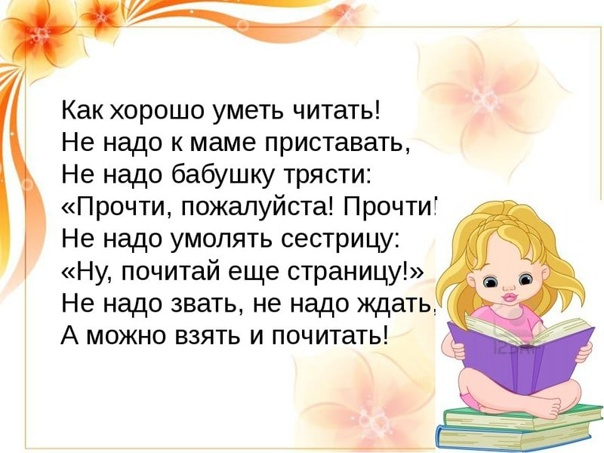 Как хорошо уметь читать!
Не надо к маме приставать,
Не надо бабушку трясти:
«Прочти, пожалуйста! Прочти!
Не надо умолять сестрицу:
«Ну, почитай еще страницу!»
Не надо звать, не надо ждать,
А можно взять и почитать!